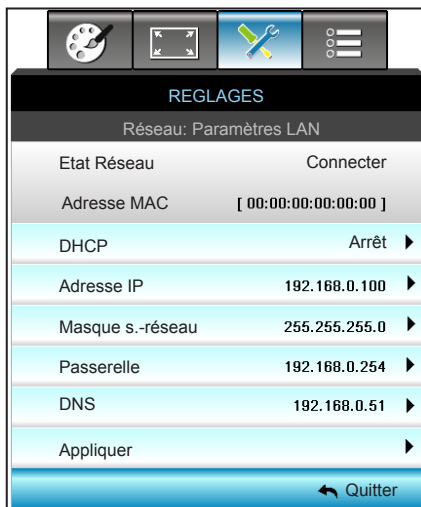 REGLAGES
Réseau: Paramètres LAN
Etat Réseau Connecter
Adresse MAC [ 00:00:00:00:00:00 ]
DHCP Arrêt
Adresse IP 192.168.0.100
Masque s.-réseau 255.255.255.0
Passerelle 192.168.0.254
DNS 192.168.0.51
Appliquer
Quitter